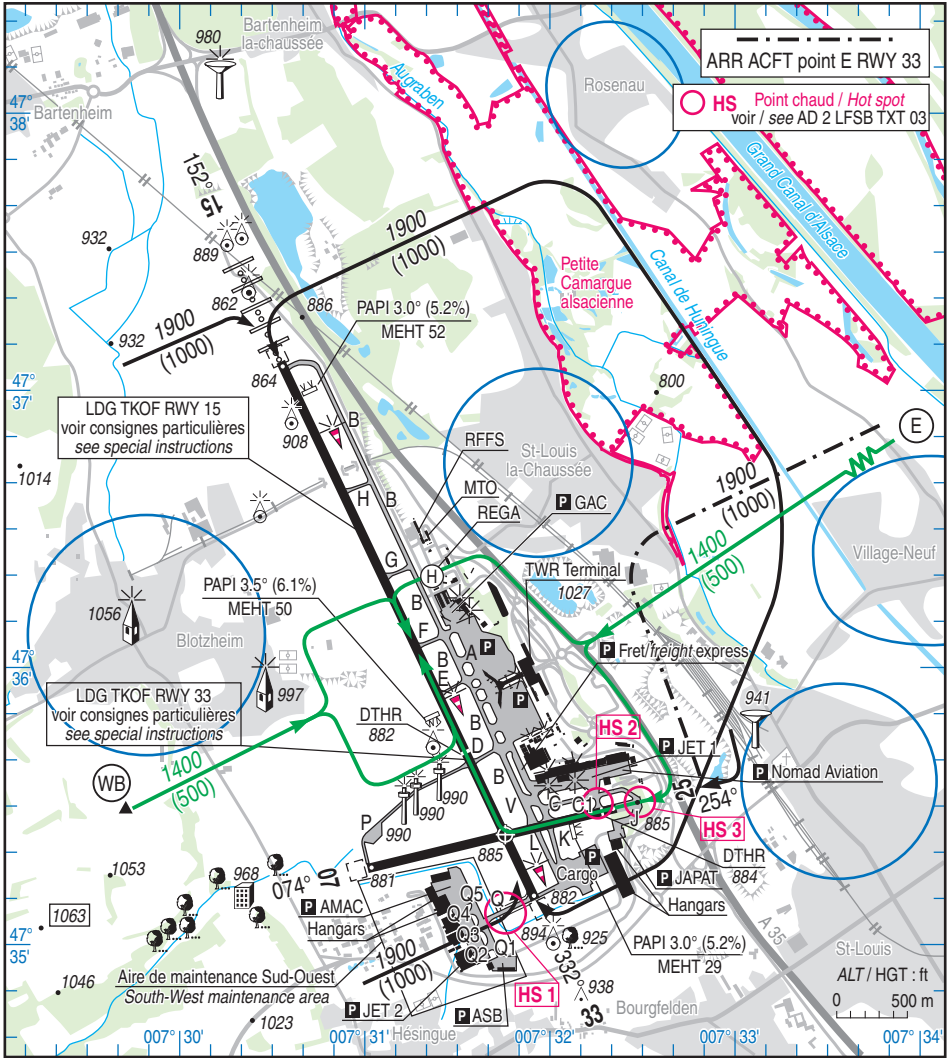 Bartenheim
la-chaussée
980
Augraben
Rosenau
ARR ACFT point E RWY 33
HS Point chaud / Hot spot
voir / see AD 2 LFSB TXT 03
47°
38'
47°
38'
Bartenheim
152°
15
Grand Canal d'Alsace
932
889
1900
(1000)
Petite
Camargue
alsacienne
Canal de Huningue
862
886
PAPI 3.0° (5.2%)
MEHT 52
932
1900
(1000)
864
800
47°
37'
47°
37'
LDG TKOF RWY 15
voir consignes particulières
see special instructions
908
B
RFFS
St-Louis
la-Chaussée
E
1014
H
B
MTO
P GAC
1900
(1000)
REGA
1400
(500)
G
H
TWR Terminal
1027
Village-Neuf
PAPI 3.5° (6.1%)
MEHT 50
B
F
1056
Blotzheim
A
P
P Fret/freight express
47°
36'
47°
36'
B
E
997
P
LDG TKOF RWY 33
voir consignes particulières
see special instructions
DTHR
882
B
D
HS 2
941
P JET 1
1400
(500)
WB
990
990
B
P Nomad Aviation
V
C
C1
25
254°
P
J
885
HS 3
885
L
K
DTHR
884
1053
881
Cargo
P
P JAPAT
968
074°
07
882
Hangars
1063
P AMAC
Hangars
Q5
Q4
Q3
Q2
Q1
Q
894
925
A 35
PAPI 3.0° (5.2%)
MEHT 29
St-Louis
47°
35'
47°
35'
1900
(1000)
332°
33
Aire de maintenance Sud-Ouest
South-West maintenance area
ALT / HGT : ft
1046
HS 1
938
0 500 m
1023
P JET 2
P ASB
Bourgfelden
Hésingue
007° 30'
007° 31'
007° 32'
007° 33'
007° 34'